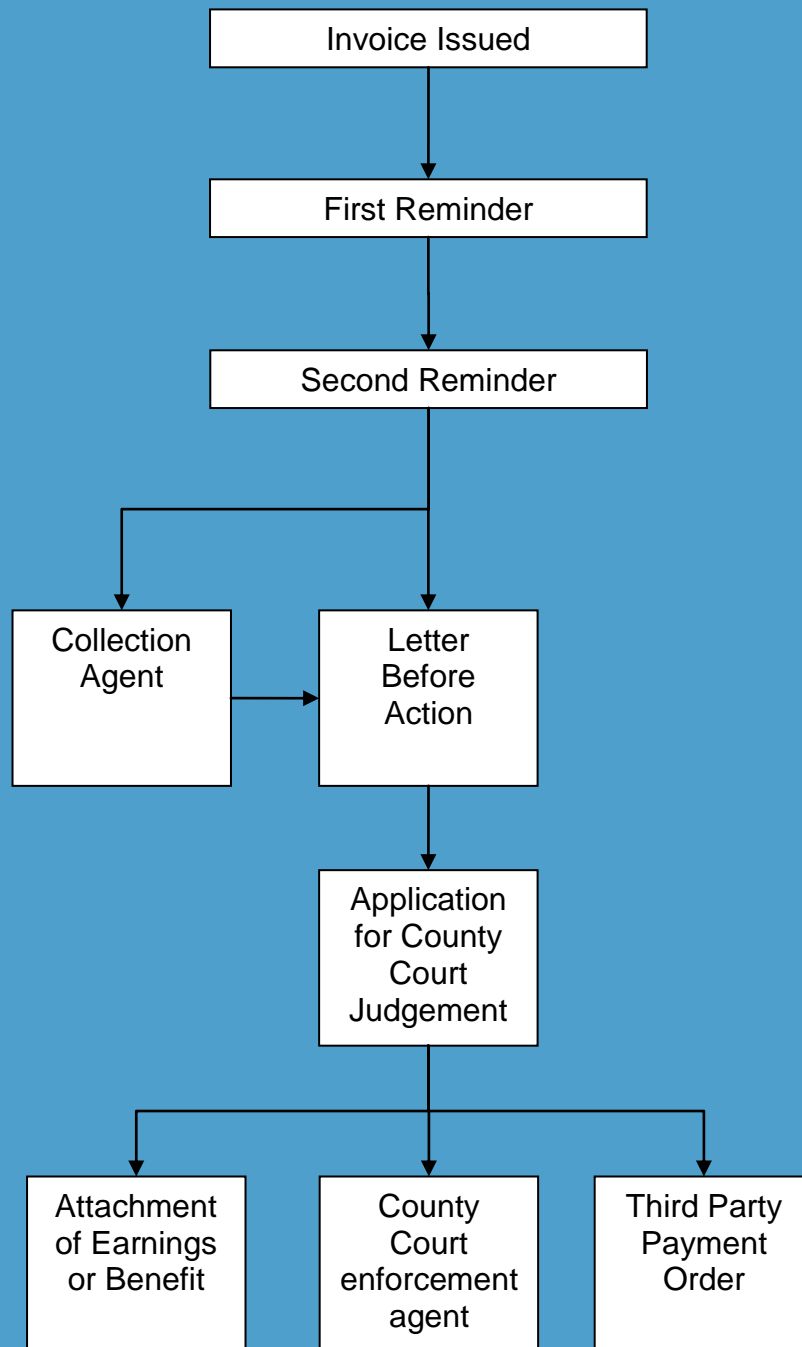 Invoice Issued
First Reminder
Second Reminder
Collection
Agent
Letter
Before
Action
Application
for County
Court
Judgement
Attachment
of Earnings
or Benefit
County
Court
enforcement
agent
Third Party
Payment
Order